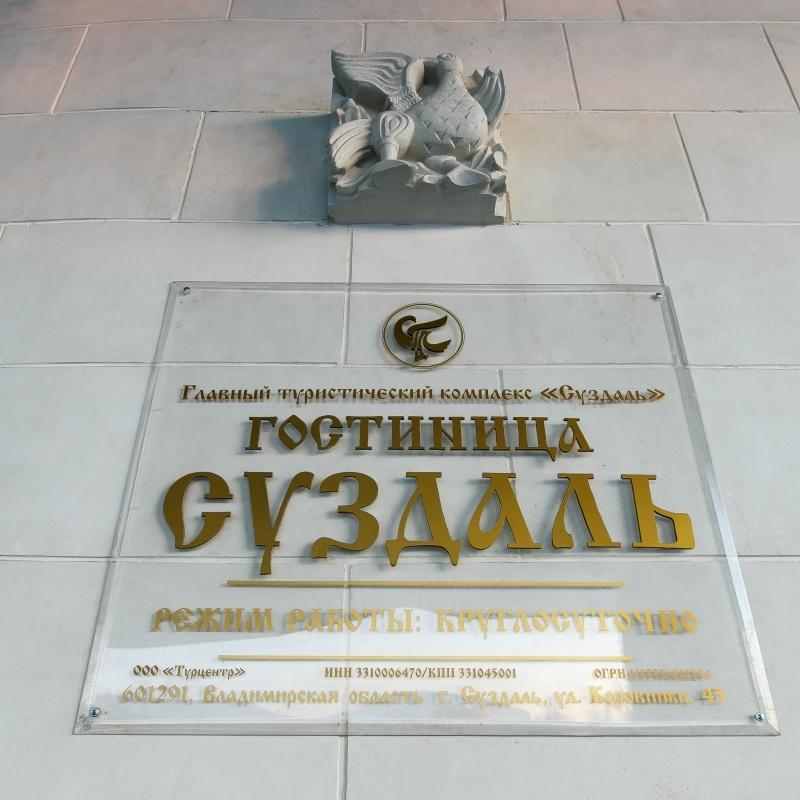 Главный туристический комплекс «Суздаль»
ГОСТИНИЦА
СУЗДАЛЬ
РЕЖИМ РАБОТЫ: КРУГЛОСУТОЧНО
ООО «Турцентр» ИНН 3310006470/КПП 331045001 ОГРН
601291, Владимирская область г. Суздаль, ул. Коровники, 45